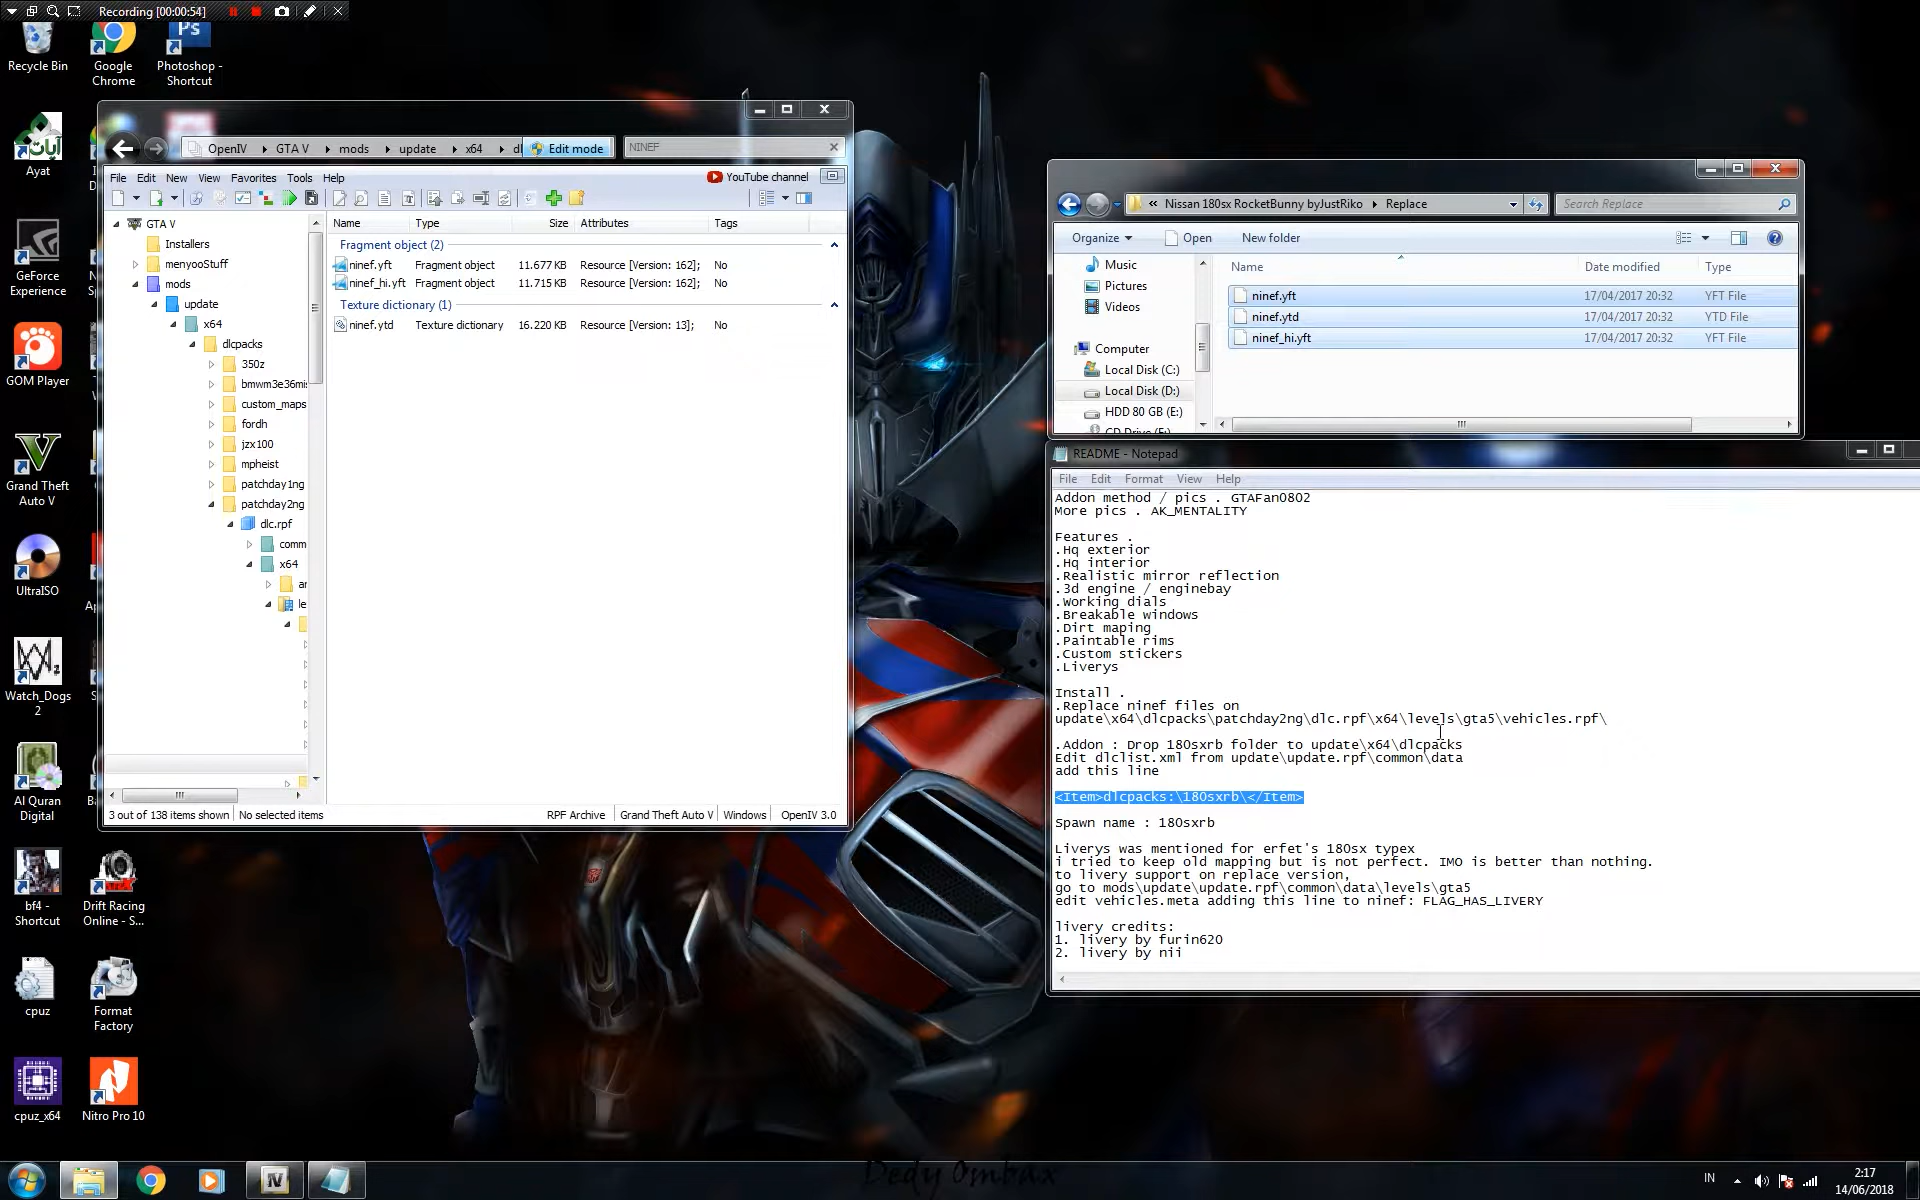 Recording [00:00:54]
Recycle Bin
Google Chrome
Photoshop - Shortcut
Ayat
GeForce Experience
GOM Player
Grand Theft Auto V
UltraISO
Watch_Dogs 2
Al Quran Digital
bf4 - Shortcut
Drift Racing Online - S...
cpuz
Format Factory
cpuz_x64
Nitro Pro 10
OpenIV
GTA V
mods
update
x64
Edit mode
NINEF
File Edit New View Favorites Tools Help
YouTube channel
GTA V
Installers
menyooStuff
mods
update
x64
dlcpacks
350z
bmwm3e36mi
custom_maps
fordh
jzx100
mpheist
patchday1ng
patchday2ng
dlc.rpf
comm
x64
Name Type Size Attributes Tags
Fragment object (2)
ninef.yft Fragment object 11.677 KB Resource [Version: 162]; No
ninef_hi.yft Fragment object 11.715 KB Resource [Version: 162]; No
Texture dictionary (1)
ninef.ytd Texture dictionary 16.220 KB Resource [Version: 13]; No
3 out of 138 items shown No selected items RPF Archive Grand Theft Auto V Windows OpenIV 3.0
« Nissan 180sx RocketBunny byJustRiko Replace
Search Replace
Organize Open New folder
Music
Pictures
Videos
Computer
Local Disk (C:)
Local Disk (D:)
HDD 80 GB (E:)
Name Date modified Type
ninef.yft 17/04/2017 20:32 YFT File
ninef.ytd 17/04/2017 20:32 YTD File
ninef_hi.yft 17/04/2017 20:32 YFT File
README - Notepad
File Edit Format View Help
Addon method / pics . GTAFan0802
More pics . AK_MENTALITY
Features .
.Hq exterior
.Hq interior
.Realistic mirror reflection
.3d engine / enginebay
.Working dials
.Breakable windows
.Dirt maping
.Paintable rims
.Custom stickers
.Liverys
Install .
.Replace ninef files on
update\x64\dlcpacks\patchday2ng\dlc.rpf\x64\levels\gta5\vehicles.rpf\
.Addon : Drop 180sxrb folder to update\x64\dlcpacks
Edit dlclist.xml from update\update.rpf\common\data
add this line
<Item>dlcpacks:\180sxrb\</Item>
Spawn name : 180sxrb
Liverys was mentioned for erfet's 180sx typex
i tried to keep old mapping but is not perfect. IMO is better than nothing.
to livery support on replace version,
go to mods\update\update.rpf\common\data\levels\gta5
edit vehicles.meta adding this line to ninef: FLAG_HAS_LIVERY
livery credits:
1. livery by furin620
2. livery by nii
Dedy Ombax
IN
2:17
14/06/2018